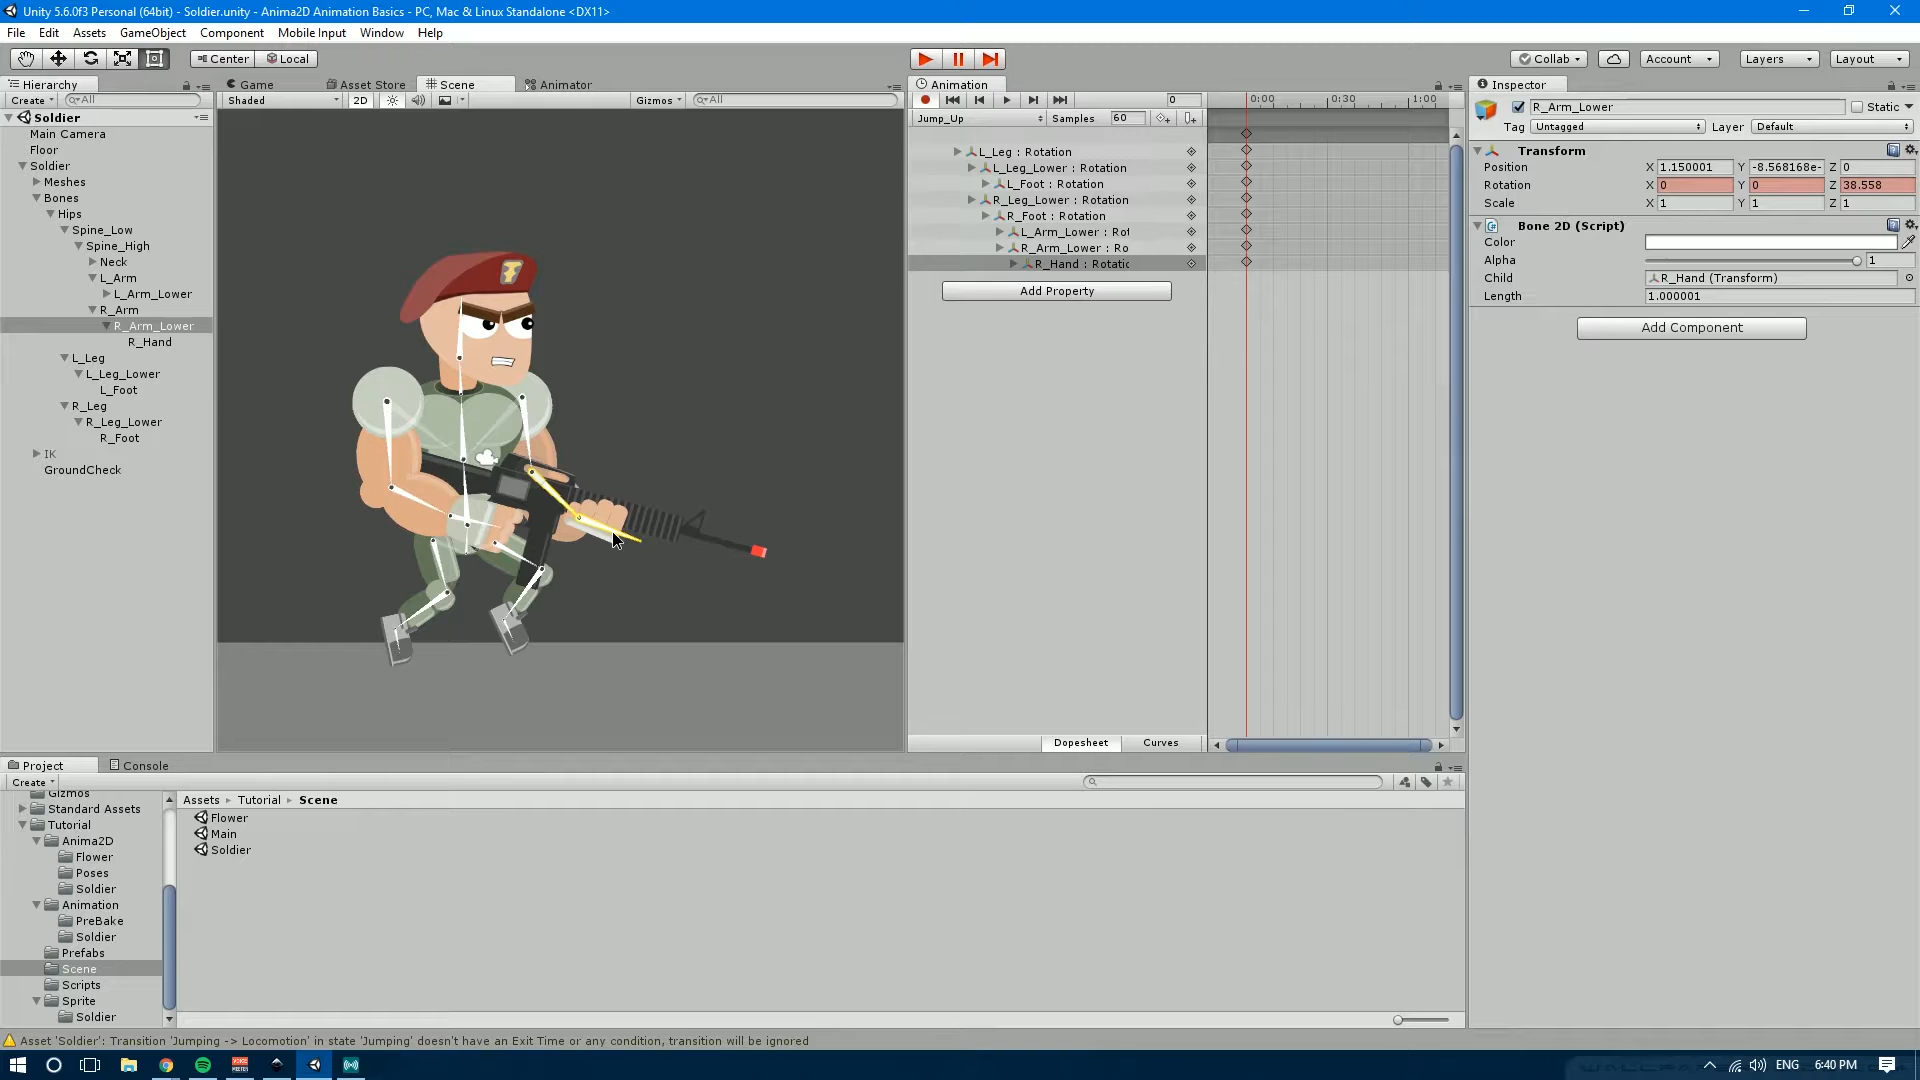 Unity 5.6.0f3 Personal (64bit) - Soldier.unity - Anima2D Animation Basics - PC, Mac & Linux Standalone <DX11>
File Edit Assets GameObject Component Mobile Input Window Help
Center Local Collab Account Layers Layout
Hierarchy Game Asset Store Scene Animator Animation Inspector
Create All Shaded 2D Gizmos All 0 0:00 0:30 1:00 R_Arm_Lower Static
Soldier
Jump_Up Samples 60 Tag Untagged Layer Default
Main Camera
Floor
Soldier
Meshes
Bones
Hips
Spine_Low
Spine_High
Neck
L_Arm
L_Arm_Lower
R_Arm
R_Arm_Lower
R_Hand
L_Leg
L_Leg_Lower
L_Foot
R_Leg
R_Leg_Lower
R_Foot
IK
GroundCheck
L_Leg : Rotation
L_Leg_Lower : Rotation
L_Foot : Rotation
R_Leg_Lower : Rotation
R_Foot : Rotation
L_Arm_Lower : Rot
R_Arm_Lower : Ro
R_Hand : Rotatic
Add Property
Dopesheet Curves
Transform
Position X 1.150001 Y -8.568168e- Z 0
Rotation X 0 Y 0 Z 38.558
Scale X 1 Y 1 Z 1
Bone 2D (Script)
Color
Alpha 1
Child R_Hand (Transform)
Length 1.000001
Add Component
Project Console
Create
Gizmos
Standard Assets
Tutorial
Anima2D
Flower
Poses
Soldier
Animation
PreBake
Soldier
Prefabs
Scene
Scripts
Sprite
Soldier
Assets Tutorial Scene
Flower
Main
Soldier
Asset 'Soldier': Transition 'Jumping -> Locomotion' in state 'Jumping' doesn't have an Exit Time or any condition, transition will be ignored
ENG 6:40 PM